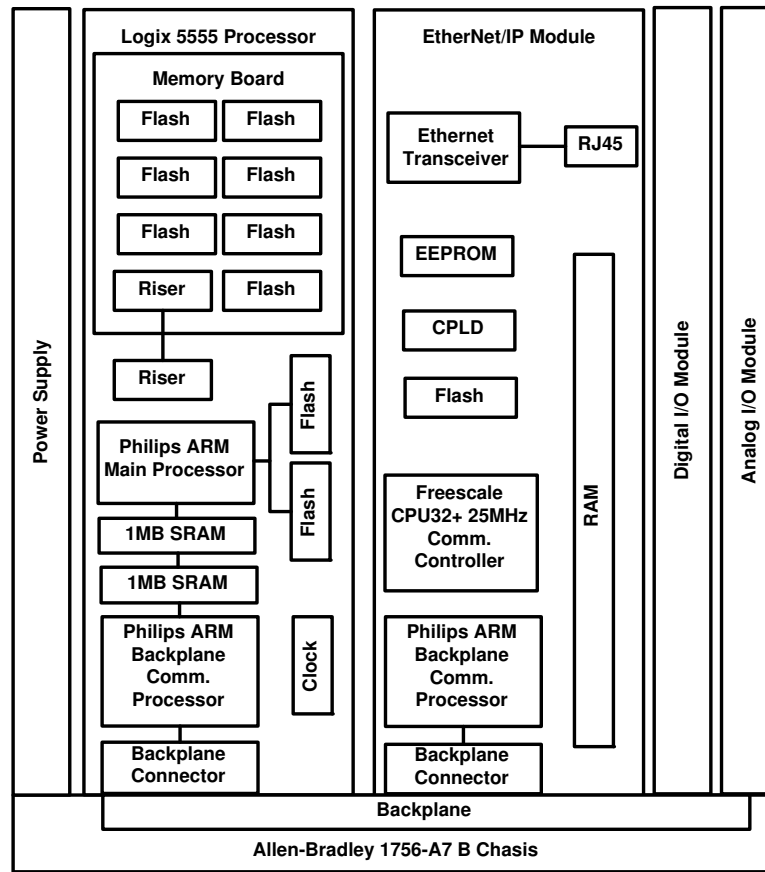 Power Supply
Logix 5555 Processor
Memory Board
Flash
Flash
Flash
Flash
Flash
Flash
Riser
Flash
Riser
Flash
Philips ARM
Main Processor
Flash
1MB SRAM
1MB SRAM
Philips ARM
Backplane
Comm.
Processor
Clock
Backplane
Connector
EtherNet/IP Module
Ethernet
Transceiver
RJ45
EEPROM
CPLD
Flash
Freescale
CPU32+ 25MHz
Comm.
Controller
RAM
Philips ARM
Backplane
Comm.
Processor
Backplane
Connector
Digital I/O Module
Analog I/O Module
Backplane
Allen-Bradley 1756-A7 B Chasis